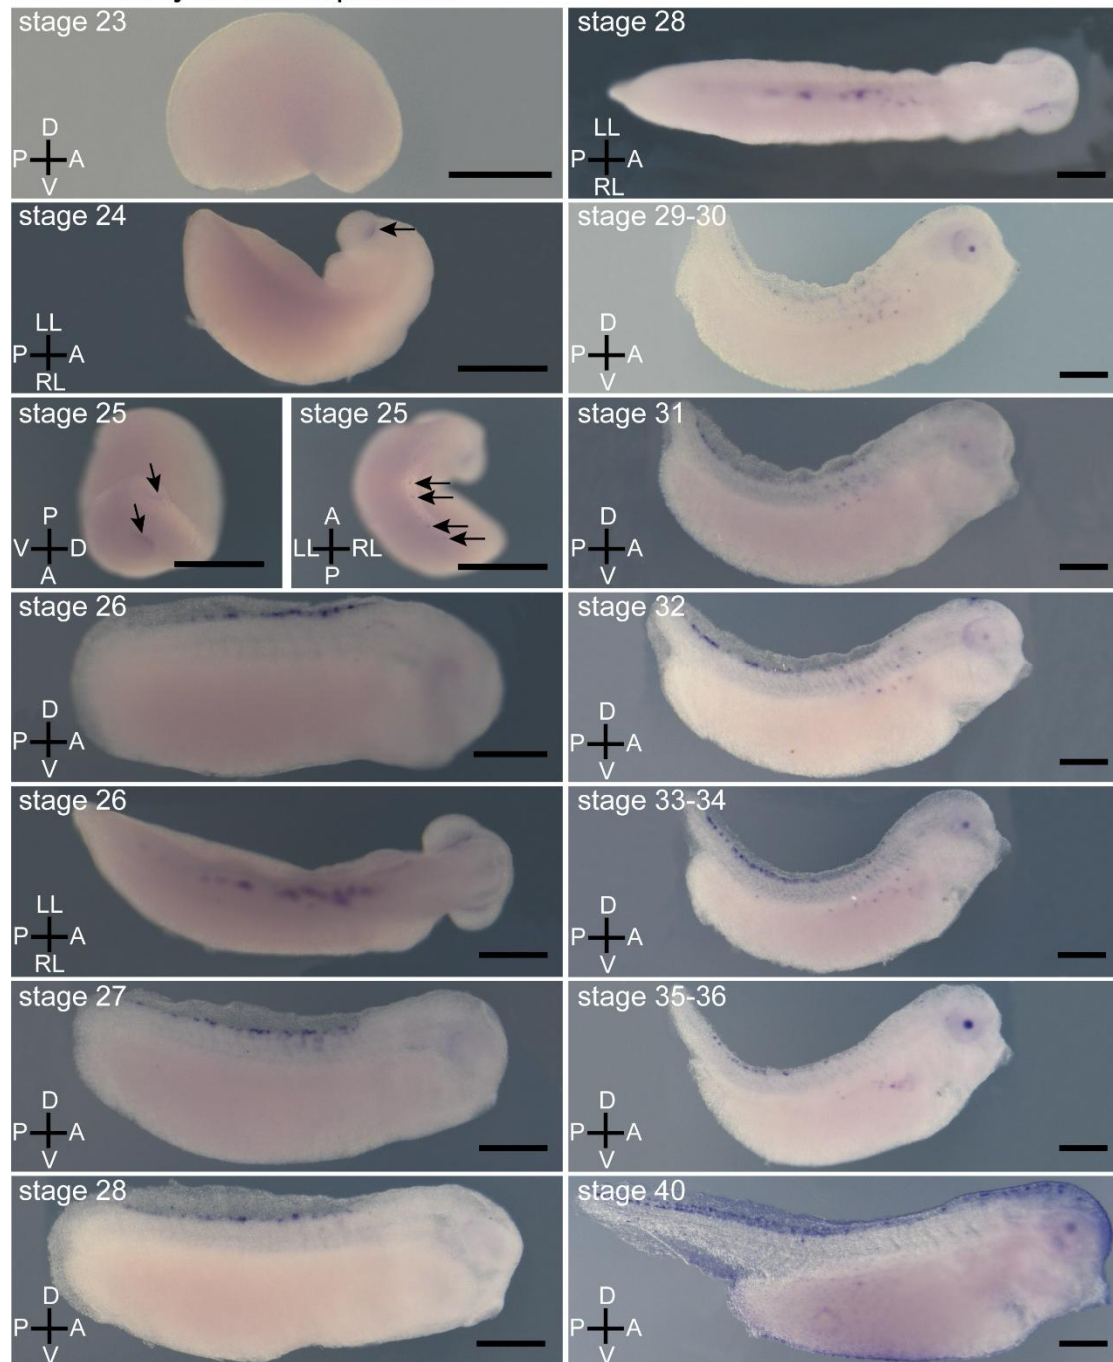 stage 23
D
P A
V
stage 24
LL
P A
RL
stage 25
P
V D
A
stage 25
A
LL RL
P
stage 26
D
P A
V
stage 26
LL
P A
RL
stage 27
D
P A
V
stage 28
D
P A
V
stage 28
LL
P A
RL
stage 29-30
D
P A
V
stage 31
D
P A
V
stage 32
D
P A
V
stage 33-34
D
P A
V
stage 35-36
D
P A
V
stage 40
D
P A
V